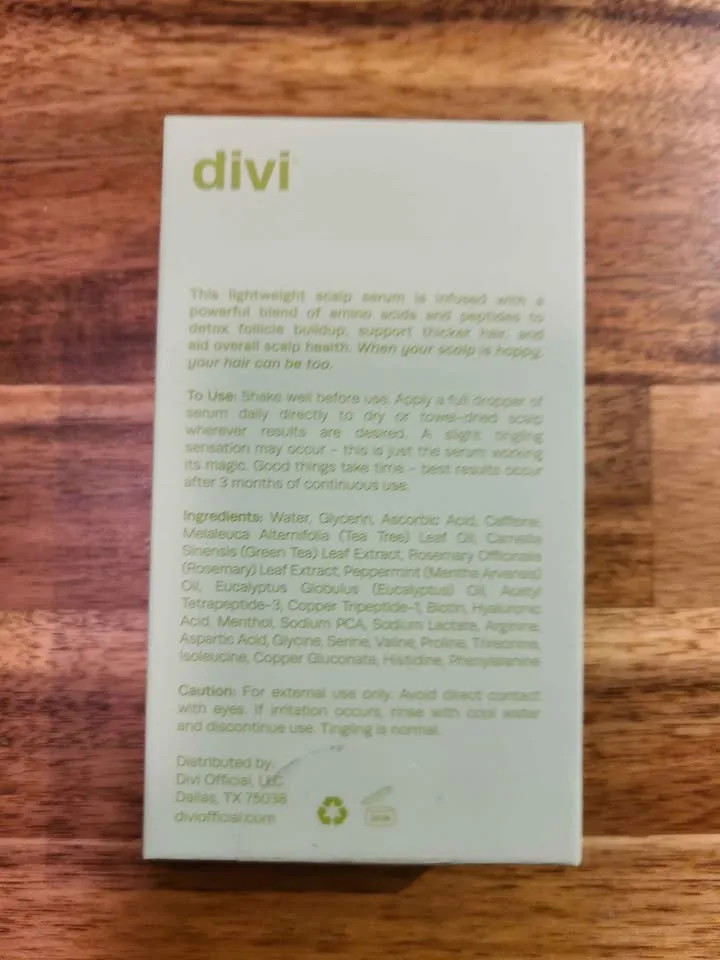 divi
This lightweight scalp serum is infused with a
powerful blend of amino acids and peptides to
detox follicle buildup, support thicker hair, and
aid overall scalp health. When your scalp is happy,
your hair can be too.
To Use: Shake well before use. Apply a full dropper of
serum daily directly to dry or towel-dried scalp
wherever results are desired. A slight tingling
sensation may occur – this is just the serum working
its magic. Good things take time – best results occur
after 3 months of continuous use.
Ingredients: Water, Glycerin, Ascorbic Acid, Caffeine,
Melaleuca Alternifolia (Tea Tree) Leaf Oil, Camellia
Sinensis (Green Tea) Leaf Extract, Rosemary Officinalis
(Rosemary) Leaf Extract, Peppermint (Mentha Arvensis)
Oil, Eucalyptus Globulus (Eucalyptus) Oil, Acetyl
Tetrapeptide-3, Copper Tripeptide-1, Biotin, Hyaluronic
Acid, Menthol, Sodium PCA, Sodium Lactate, Arginine,
Aspartic Acid, Glycine, Serine, Valine, Proline, Threonine,
Isoleucine, Copper Gluconate, Histidine, Phenylalanine
Caution: For external use only. Avoid direct contact
with eyes. If irritation occurs, rinse with cool water
and discontinue use. Tingling is normal.
Distributed by:
Divi Official, LLC
Dallas, TX 75038
diviofficial.com